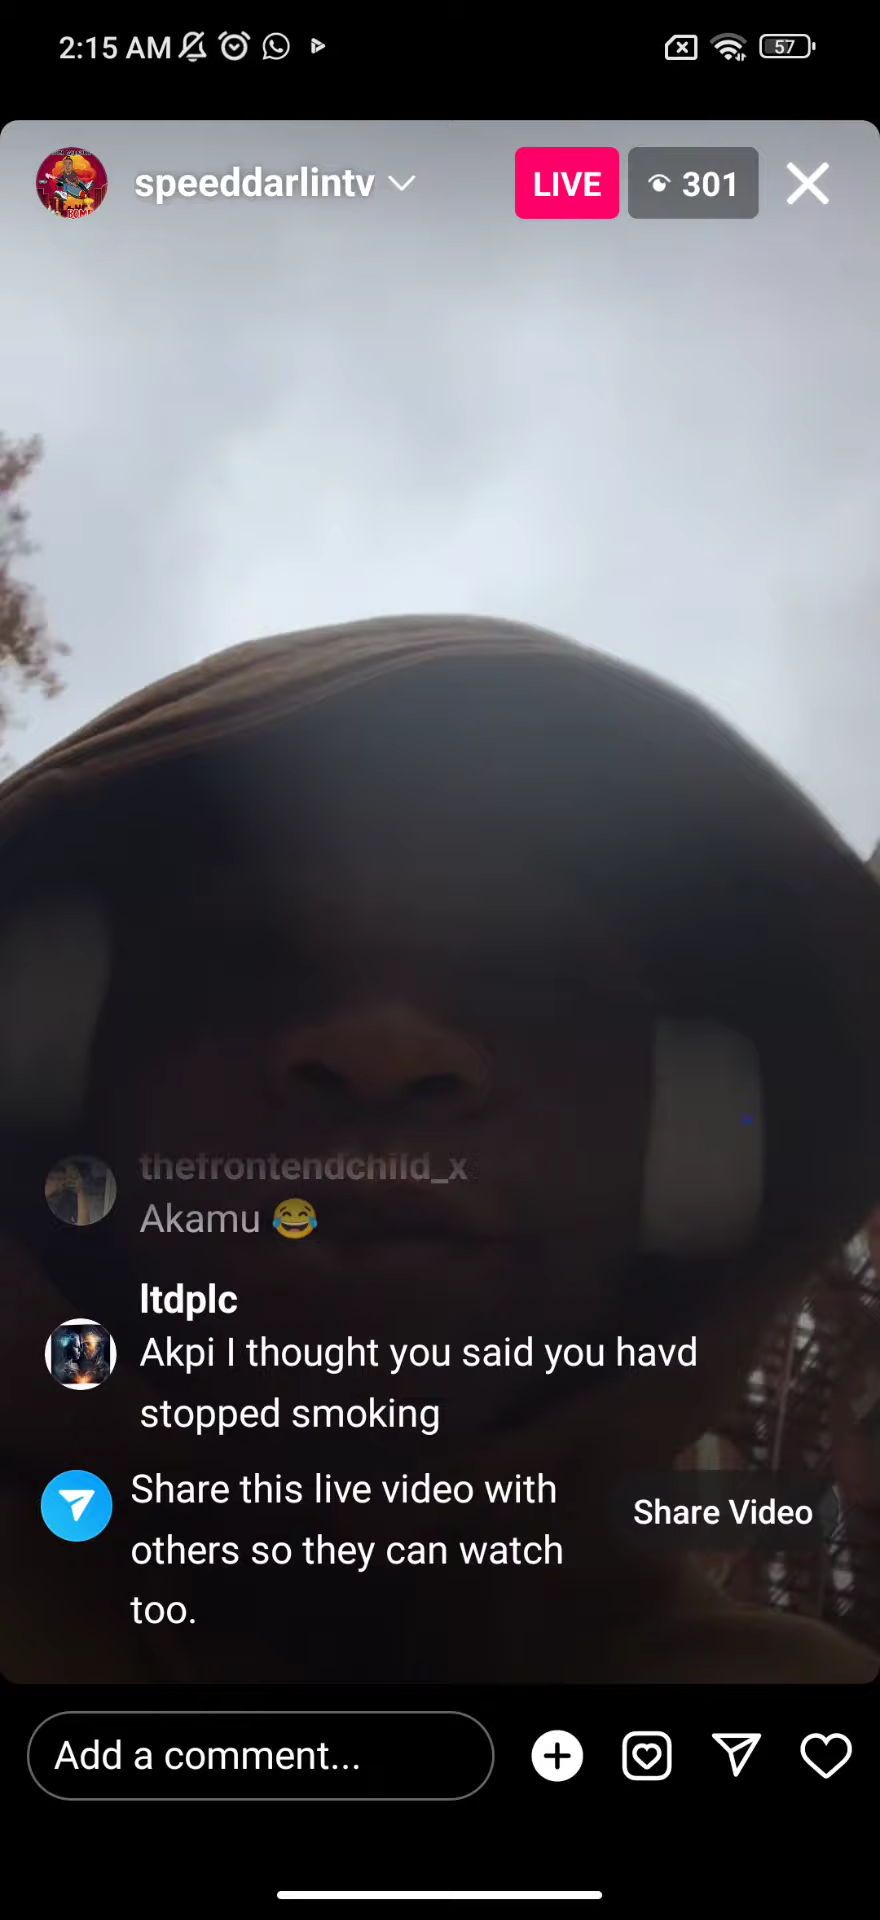 2:15 AM
57
speeddarlintv
LIVE
301
thefrontendchild_x
Akamu 😂
ltdplc
Akpi I thought you said you havd
stopped smoking
Share this live video with
others so they can watch
too.
Share Video
Add a comment...